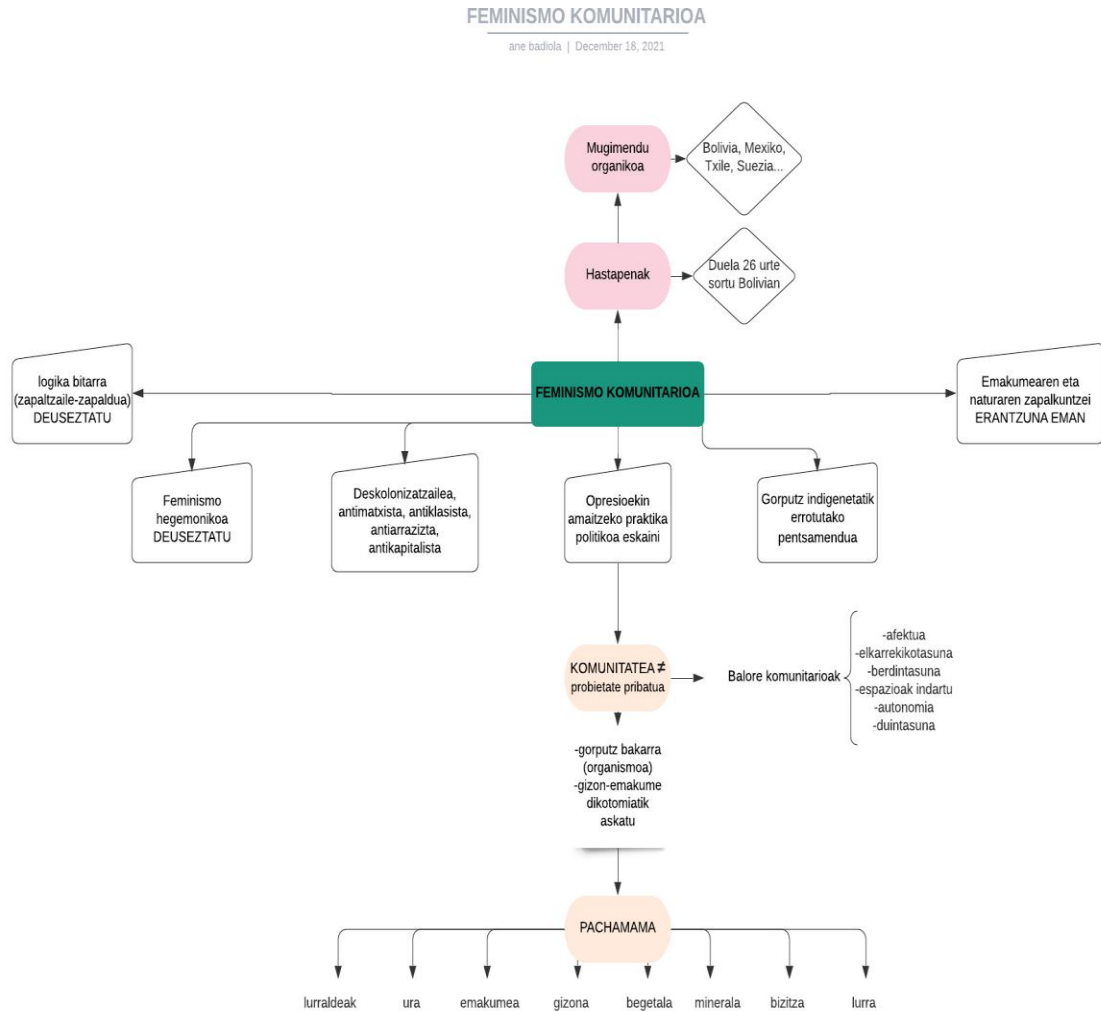 FEMINISMO KOMUNITARIOA
ane badiola | December 18, 2021
Mugimendu
organikoa
Bolivia, Mexiko,
Txile, Suezia...
Hastapenak
Duela 26 urte
sortu Bolivian
logika bitarra
(zapaltzaile-zapaldua)
DEUSEZTATU
FEMINISMO KOMUNITARIOA
Emakumearen eta
naturaren zapalkuntzei
ERANTZUNA EMAN
Feminismo
hegemonikoa
DEUSEZTATU
Deskolonizatzailea,
antimatxista, antiklasista,
antiarrazizta,
antikapitalista
Opresioekin
amaitzeko praktika
politikoa eskaini
Gorputz indigenetatik
errotutako
pentsamendua
KOMUNITATEA ≠
probietate pribatua
Balore komunitarioak
-afektua
-elkarrekikotasuna
-berdintasuna
-espazioak indartu
-autonomia
-duintasuna
-gorputz bakarra
(organismoa)
-gizon-emakume
dikotomiatik
askatu
PACHAMAMA
lurraldeak
ura
emakumea
gizona
begetala
minerala
bizitza
lurra